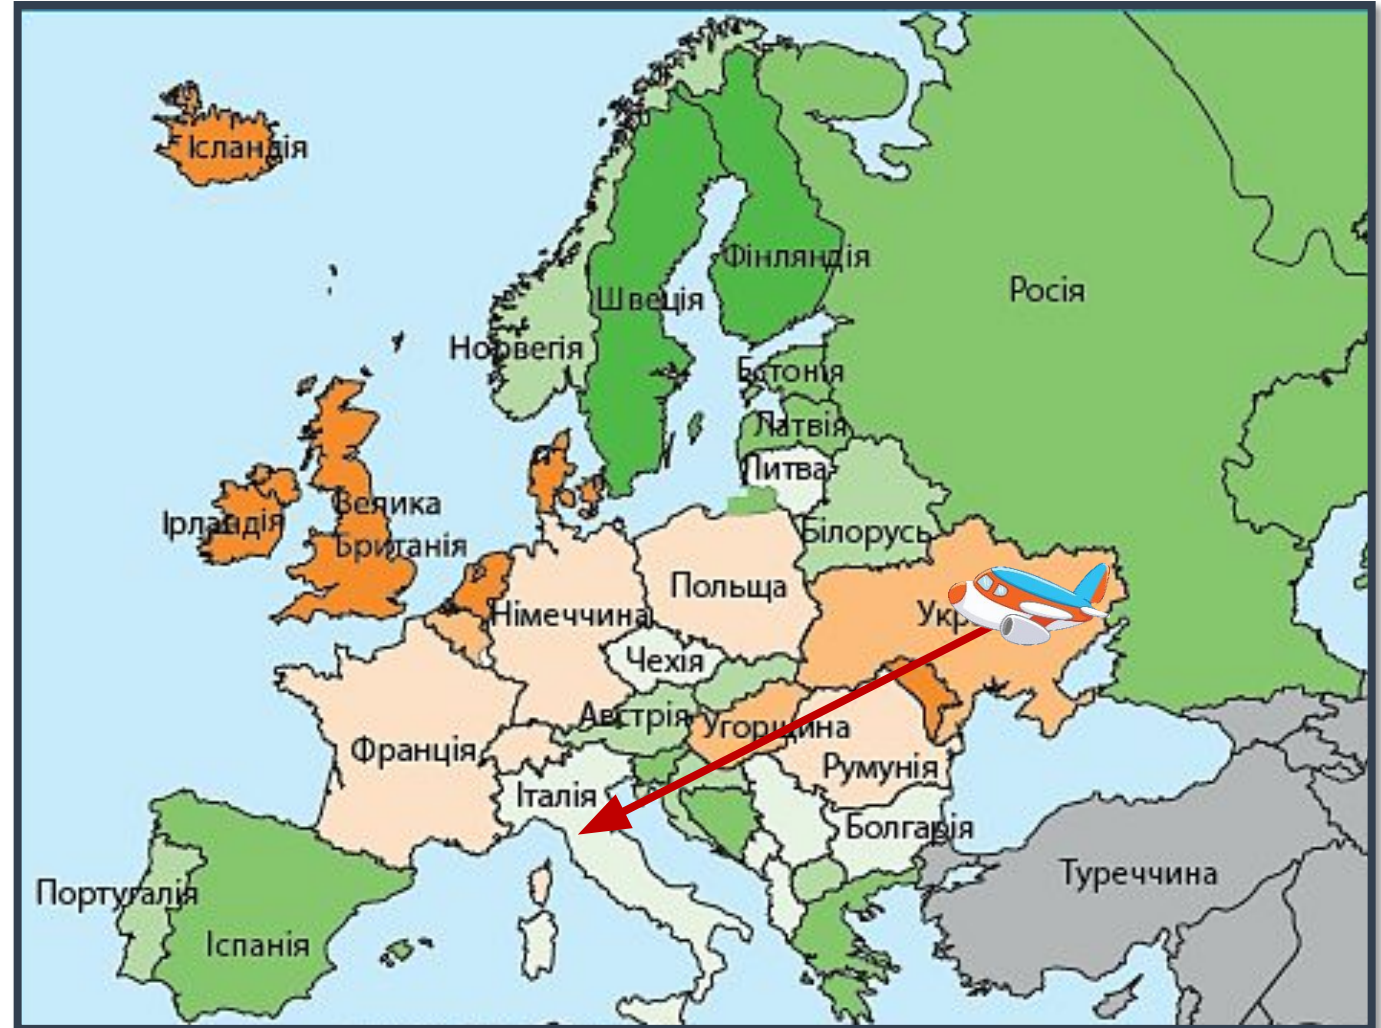 Ісландія
Фінляндія
Росія
Швеція
Норвегія
Естонія
Латвія
Литва
Велика
Британія
Ірландія
Білорусь
Польща
Німеччина
Укр
Чехія
Австрія
Угорщина
Франція
Румунія
Італія
Болгарія
Туреччина
Португалія
Іспанія